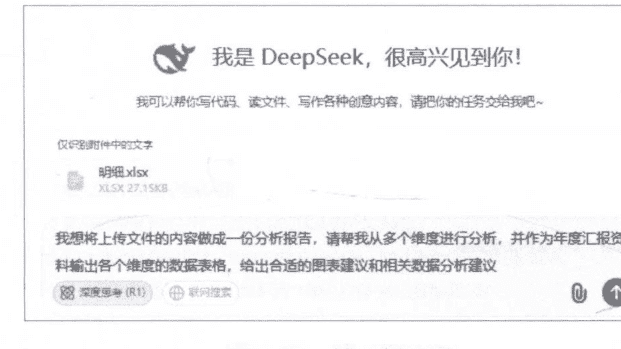 我是 DeepSeek，很高兴见到你！
我可以帮你写代码、读文件、写作各种创意内容，请把你的任务交给我吧~
仅识别附件中的文字
明细.xlsx
XLSX 27.15KB
我想将上传文件的内容做成一份分析报告，请帮我从多个维度进行分析，并作为年度汇报资
料输出各个维度的数据表格，给出合适的图表建议和相关数据分析建议
深度思考 (R1)
联网搜索